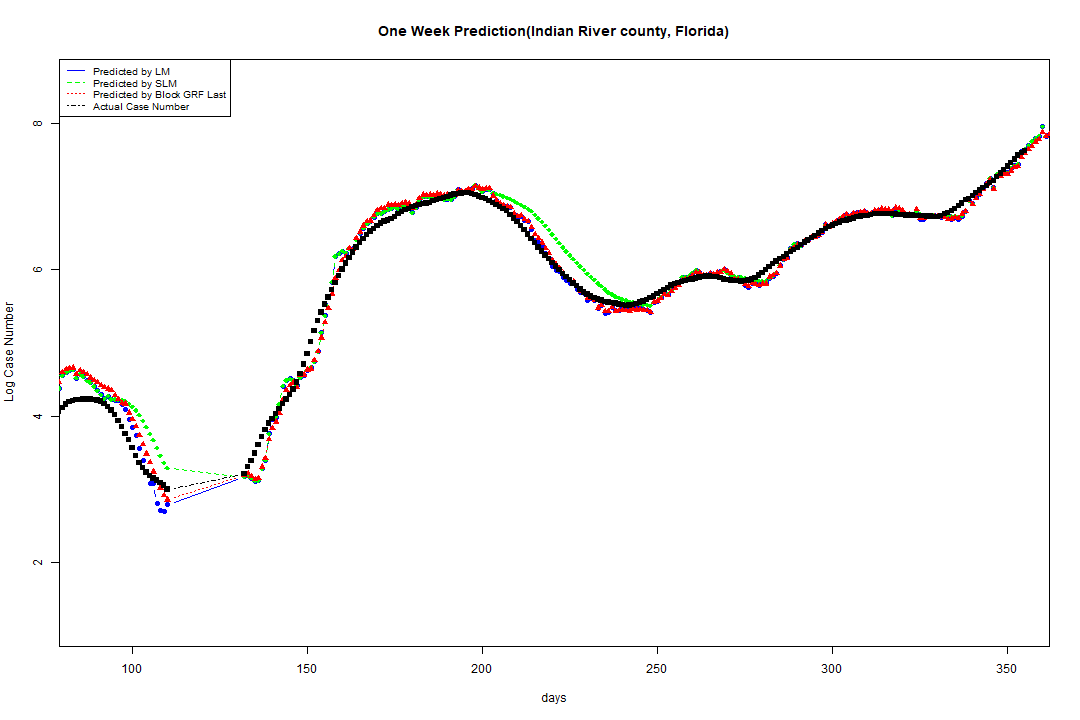 One Week Prediction(Indian River county, Florida)
Predicted by LM
Predicted by SLM
Predicted by Block GRF Last
Actual Case Number
8
6
4
2
Log Case Number
100 150 200 250 300 350
days